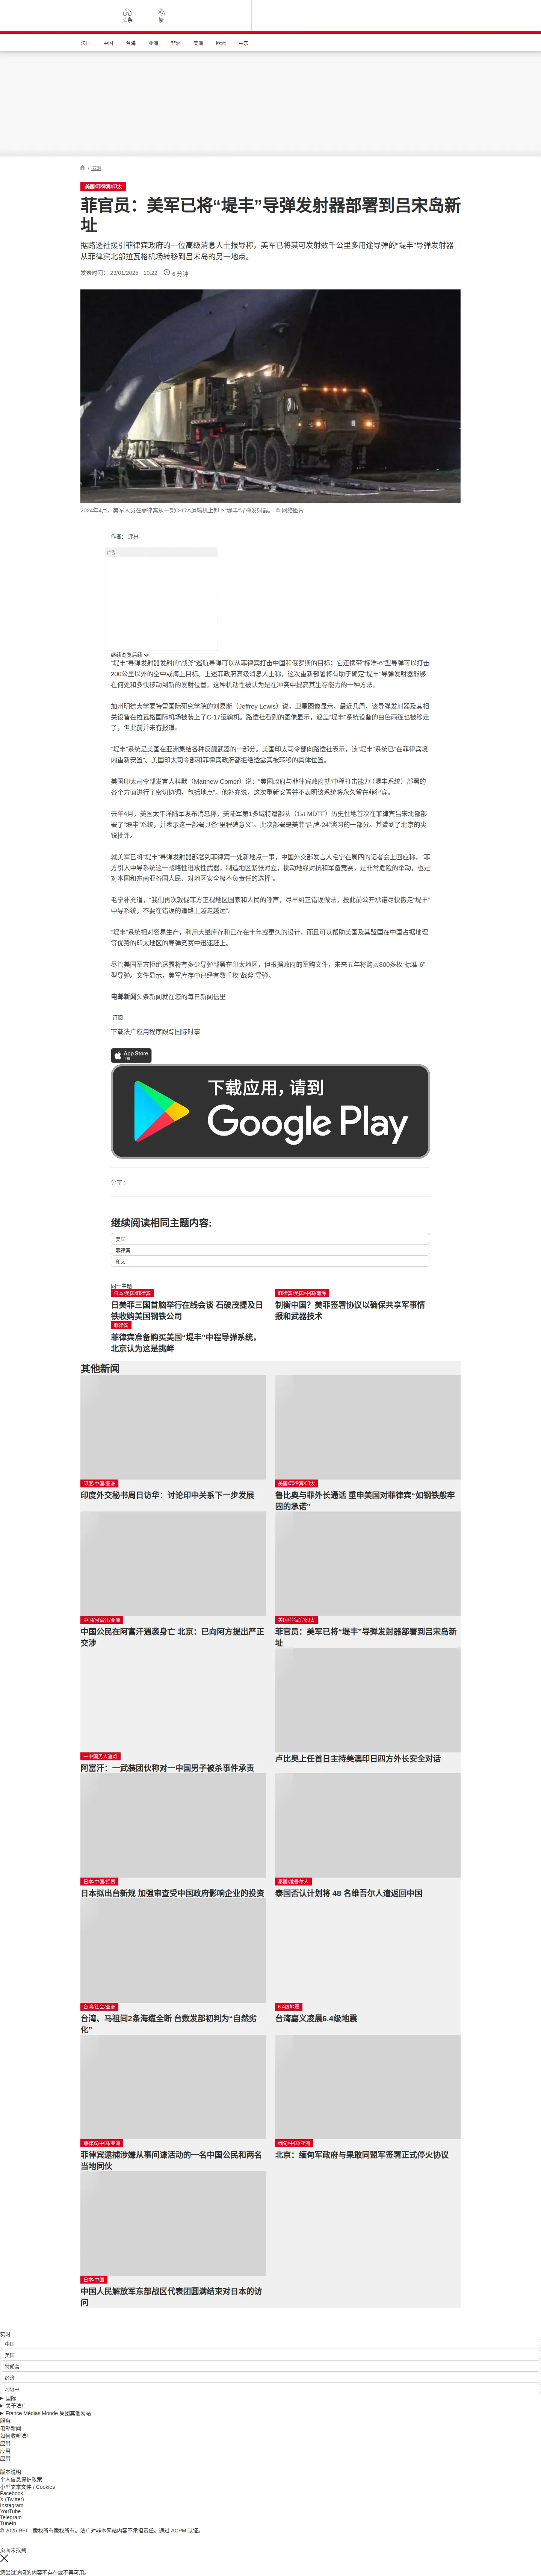 头条
繁
法国
中国
台海
亚洲
非洲
美洲
欧洲
中东
/ 亚洲
美国/菲律宾/印太
菲官员：美军已将“堤丰”导弹发射器部署到吕宋岛新
址
据路透社援引菲律宾政府的一位高级消息人士报导称，美军已将其可发射数千公里多用途导弹的“堤丰”导弹发射器
从菲律宾北部拉瓦格机场转移到吕宋岛的另一地点。
发表时间： 23/01/2025 - 10:22
6 分钟
2024年4月，美军人员在菲律宾从一架C-17A运输机上卸下“堤丰”导弹发射器。 © 网络图片
作者： 弗林
广告
继续浏览后续
“堤丰”导弹发射器发射的“战斧”巡航导弹可以从菲律宾打击中国和俄罗斯的目标；它还携带“标准-6”型导弹可以打击
200公里以外的空中或海上目标。上述菲政府高级消息人士称，这次重新部署将有助于确定“堤丰”导弹发射器能够
在何处和多快移动到新的发射位置。这种机动性被认为是在冲突中提高其生存能力的一种方法。
加州明德大学蒙特雷国际研究学院的刘易斯（Jeffrey Lewis）说，卫星图像显示，最近几周，该导弹发射器及其相
关设备在拉瓦格国际机场被装上了C-17运输机。路透社看到的图像显示，遮盖“堤丰”系统设备的白色雨篷也被移走
了，但此前并未有报道。
“堤丰”系统是美国在亚洲集结各种反舰武器的一部分。美国印太司令部向路透社表示，该“堤丰”系统已“在菲律宾境
内重新安置”。美国印太司令部和菲律宾政府都拒绝透露其被转移的具体位置。
美国印太司令部发言人科默（Matthew Comer）说：“美国政府与菲律宾政府就‘中程打击能力’（堤丰系统）部署的
各个方面进行了密切协调，包括地点”。他补充说，这次重新安置并不表明该系统将永久留在菲律宾。
去年4月，美国太平洋陆军发布消息称，美陆军第1多域特遣部队（1st MDTF）历史性地首次在菲律宾吕宋北部部
署了“堤丰”系统，并表示这一部署具备“里程碑意义”。此次部署是美菲“盾牌-24”演习的一部分。其遭到了北京的尖
锐批评。
就美军已将“堤丰”导弹发射器部署到菲律宾一处新地点一事，中国外交部发言人毛宁在周四的记者会上回应称，“菲
方引入中导系统这一战略性进攻性武器，制造地区紧张对立，挑动地缘对抗和军备竞赛，是非常危险的举动，也是
对本国和东南亚各国人民、对地区安全极不负责任的选择”。
毛宁补充道，“我们再次敦促菲方正视地区国家和人民的呼声，尽早纠正错误做法，按此前公开承诺尽快撤走“堤丰”
中导系统，不要在错误的道路上越走越远”。
“堤丰”系统相对容易生产，利用大量库存和已存在十年或更久的设计，而且可以帮助美国及其盟国在中国占据地理
等优势的印太地区的导弹竞赛中迅速赶上。
尽管美国军方拒绝透露将有多少导弹部署在印太地区，但根据政府的军购文件，未来五年将购买800多枚“标准-6”
型导弹。文件显示，美军库存中已经有数千枚“战斧”导弹。
电邮新闻头条新闻就在您的每日新闻信里
订阅
下载法广应用程序跟踪国际时事
App Store
下载
下载应用，请到
Google Play
分享 :
继续阅读相同主题内容:
美国
菲律宾
印太
同一主题
日本/美国/菲律宾
日美菲三国首脑举行在线会谈 石破茂提及日
铁收购美国钢铁公司
菲律宾/美国/中国/南海
制衡中国？美菲签署协议以确保共享军事情
报和武器技术
菲律宾
菲律宾准备购买美国“堤丰”中程导弹系统，
北京认为这是挑衅
其他新闻
印度/中国/亚洲
印度外交秘书周日访华：讨论印中关系下一步发展
美国/菲律宾/印太
鲁比奥与菲外长通话 重申美国对菲律宾“如钢铁般牢
固的承诺”
中国/阿富汗/亚洲
中国公民在阿富汗遇袭身亡 北京：已向阿方提出严正
交涉
美国/菲律宾/印太
菲官员：美军已将“堤丰”导弹发射器部署到吕宋岛新
址
一中国男人遇难
阿富汗：一武装团伙称对一中国男子被杀事件承责
卢比奥上任首日主持美澳印日四方外长安全对话
日本/中国/经贸
日本拟出台新规 加强审查受中国政府影响企业的投资
泰国/维吾尔人
泰国否认计划将 48 名维吾尔人遣返回中国
台湾/社会/亚洲
台湾、马祖间2条海缆全断 台数发部初判为“自然劣
化”
6.4级地震
台湾嘉义凌晨6.4级地震
菲律宾/中国/亚洲
菲律宾逮捕涉嫌从事间谍活动的一名中国公民和两名
当地同伙
缅甸/中国/亚洲
北京：缅甸军政府与果敢同盟军签署正式停火协议
日本/中国
中国人民解放军东部战区代表团圆满结束对日本的访
问
实时
中国
美国
特朗普
经济
习近平
国际
关于法广
France Médias Monde 集团其他网站
服务
电邮新闻
如何收听法广
应用
应用
应用
版本说明
个人信息保护政策
小型文本文件 / Cookies
Facebook
X (Twitter)
Instagram
YouTube
Telegram
TuneIn
© 2025 RFI – 版权所有版权所有。法广对非本网站内容不承担责任。通过 ACPM 认证。
页面未找到
您尝试访问的内容不存在或不再可用。